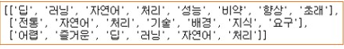 [['딥', '러닝', '자연어', '처리', '성능', '비약', '향상', '초래'],
['전통', '자연어', '처리', '기술', '배경', '지식', '요구'],
['어렵', '즐거운', '딥', '러닝', '자연어', '처리']]